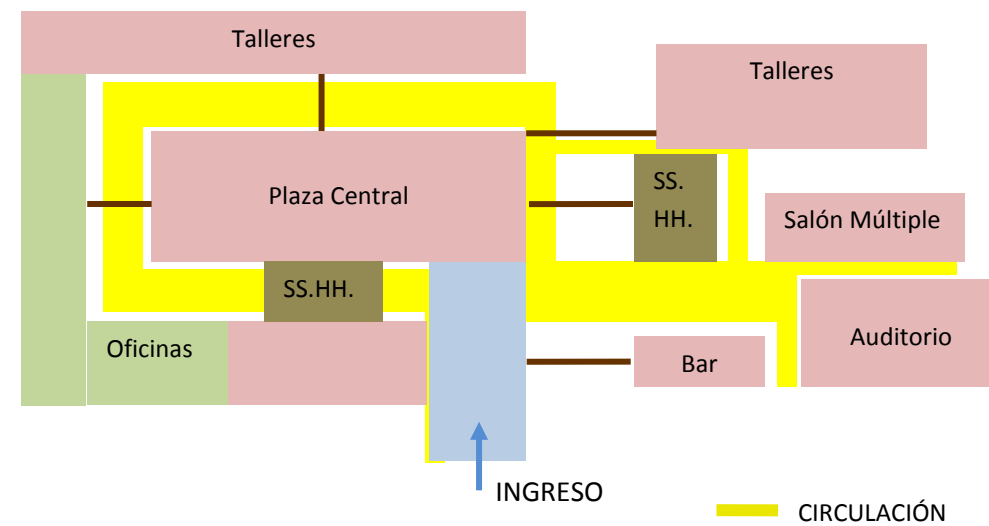 Talleres
Talleres
Plaza Central
SS.
HH.
Salón Múltiple
SS.HH.
Oficinas
Auditorio
Bar
INGRESO
CIRCULACIÓN